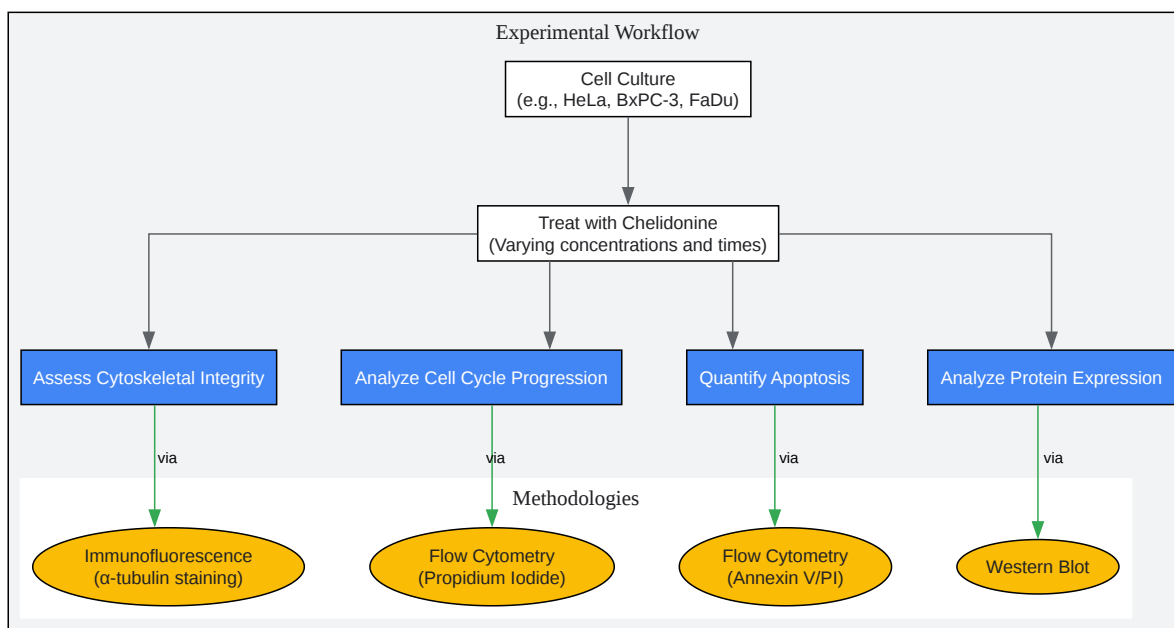 Experimental Workflow
Cell Culture
(e.g., HeLa, BxPC-3, FaDu)
Treat with Chelidonine
(Varying concentrations and times)
Assess Cytoskeletal Integrity
Analyze Cell Cycle Progression
Quantify Apoptosis
Analyze Protein Expression
via
via
via
via
Methodologies
Immunofluorescence
(α-tubulin staining)
Flow Cytometry
(Propidium Iodide)
Flow Cytometry
(Annexin V/PI)
Western Blot